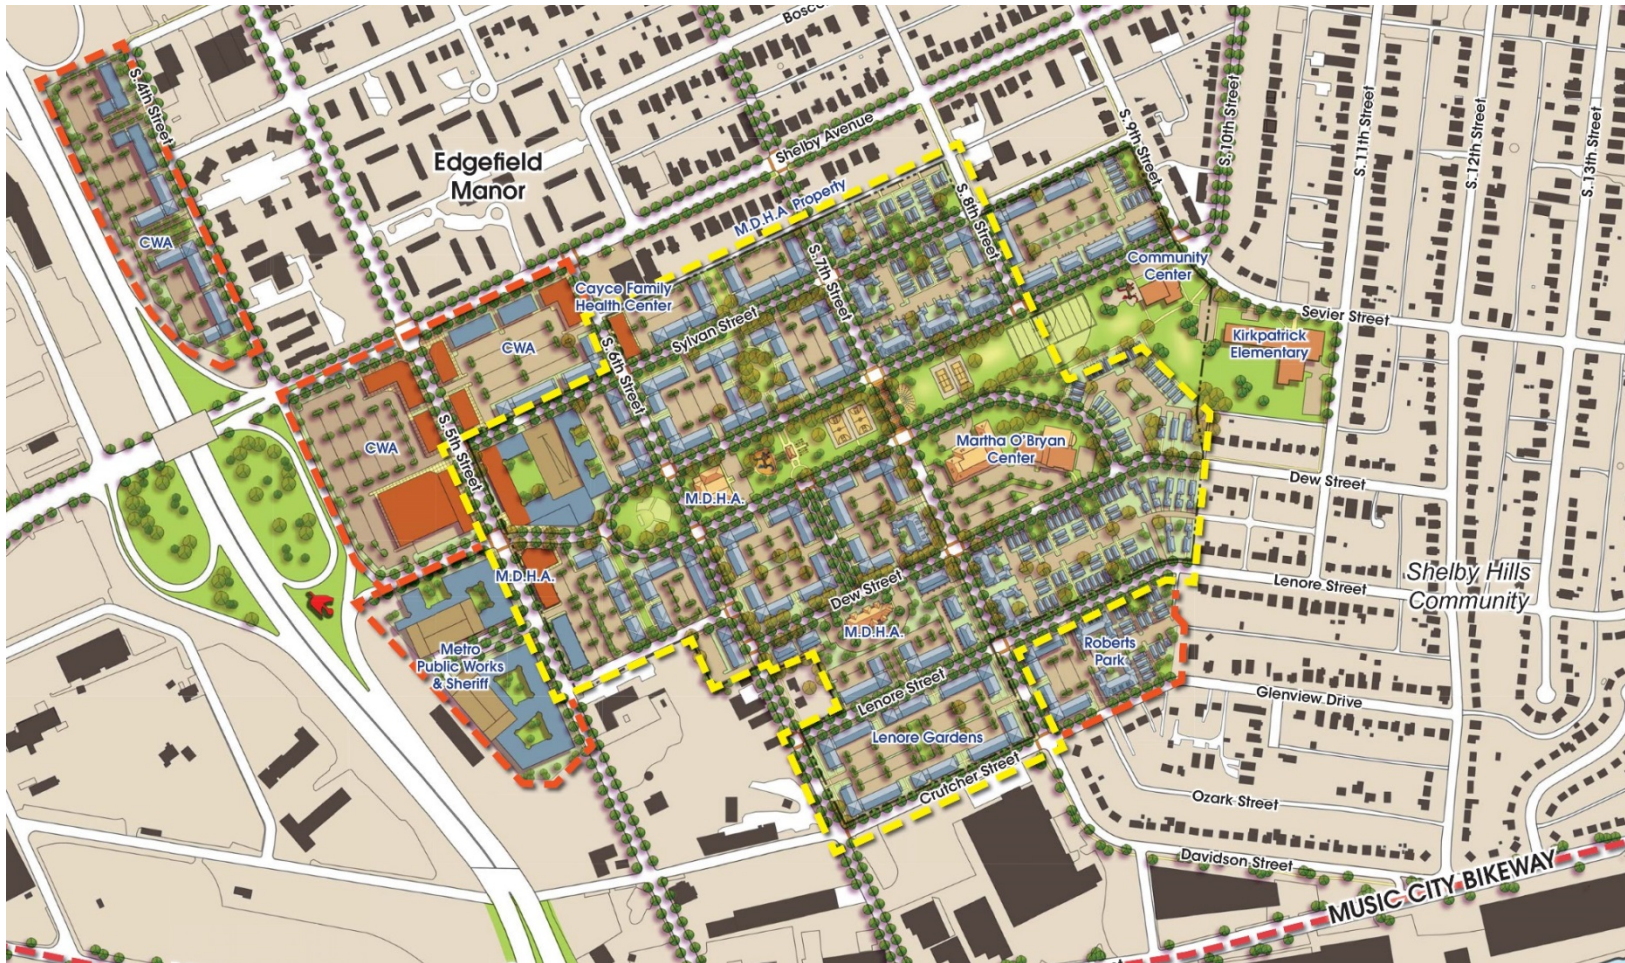 Bosco
S. 4th Street
Edgefield
Manor
Shelby Avenue
S. 9th Street
S. 10th Street
S. 11th Street
S. 12th Street
S. 13th Street
M.D.H.A. Property
S. 8th Street
CWA
S. 7th Street
Community
Center
Cayce Family
Health Center
Sylvan Street
Sevier Street
Kirkpatrick
Elementary
CWA
S. 6th Street
CWA
S. 5th Street
Martha O'Bryan
Center
M.D.H.A.
Dew Street
M.D.H.A.
Dew Street
Lenore Street
Shelby Hills
Community
M.D.H.A.
Metro
Public Works
& Sheriff
Roberts
Park
Lenore Street
Glenview Drive
Lenore Gardens
Crutcher Street
Ozark Street
Davidson Street
MUSIC CITY BIKEWAY